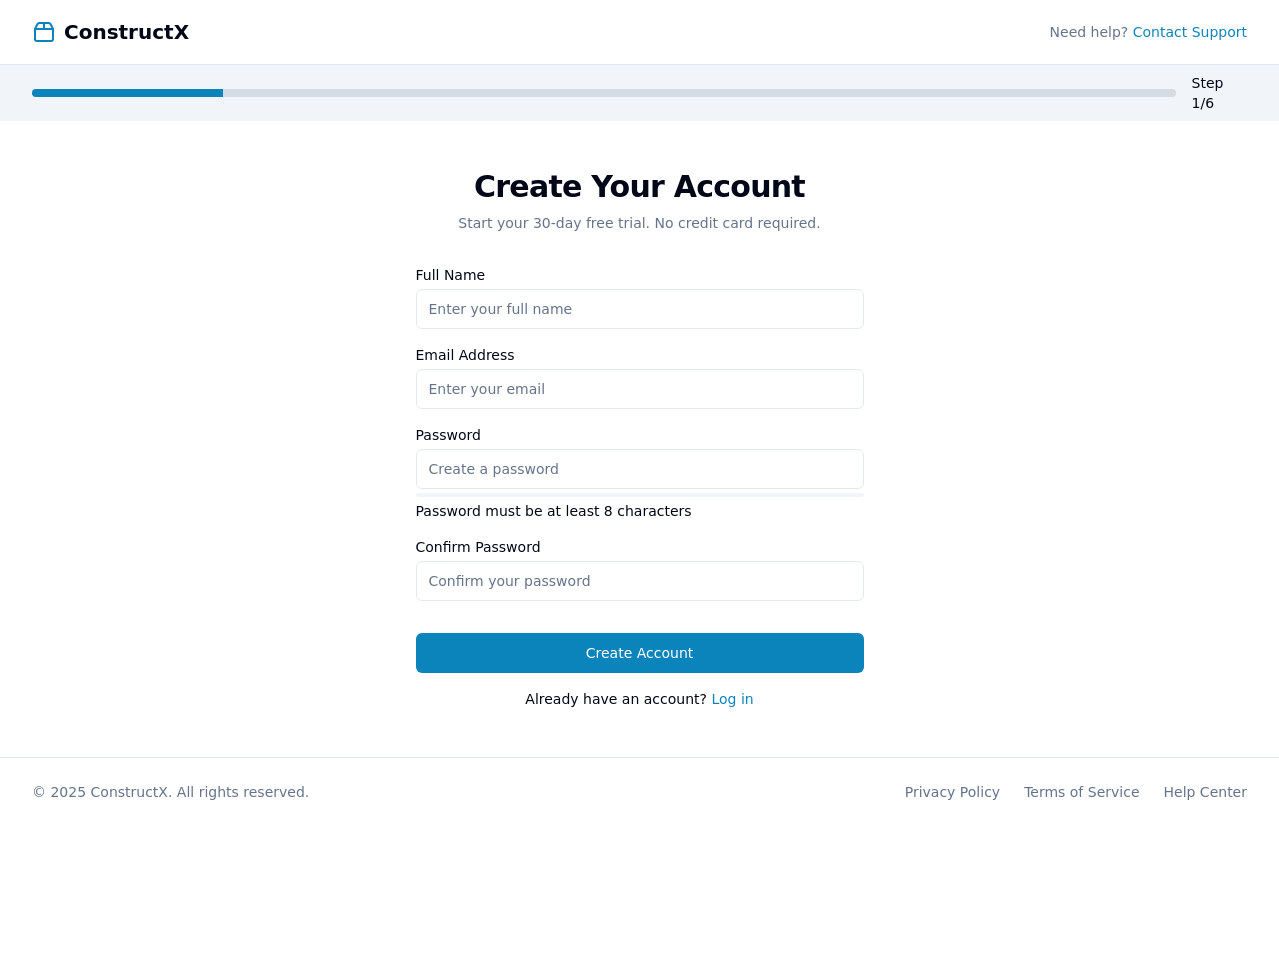 ConstructX
Need help? Contact Support
Step
1/6
Create Your Account
Start your 30-day free trial. No credit card required.
Full Name
Enter your full name
Email Address
Enter your email
Password
Create a password
Password must be at least 8 characters
Confirm Password
Confirm your password
Create Account
Already have an account? Log in
© 2025 ConstructX. All rights reserved.
Privacy Policy
Terms of Service
Help Center